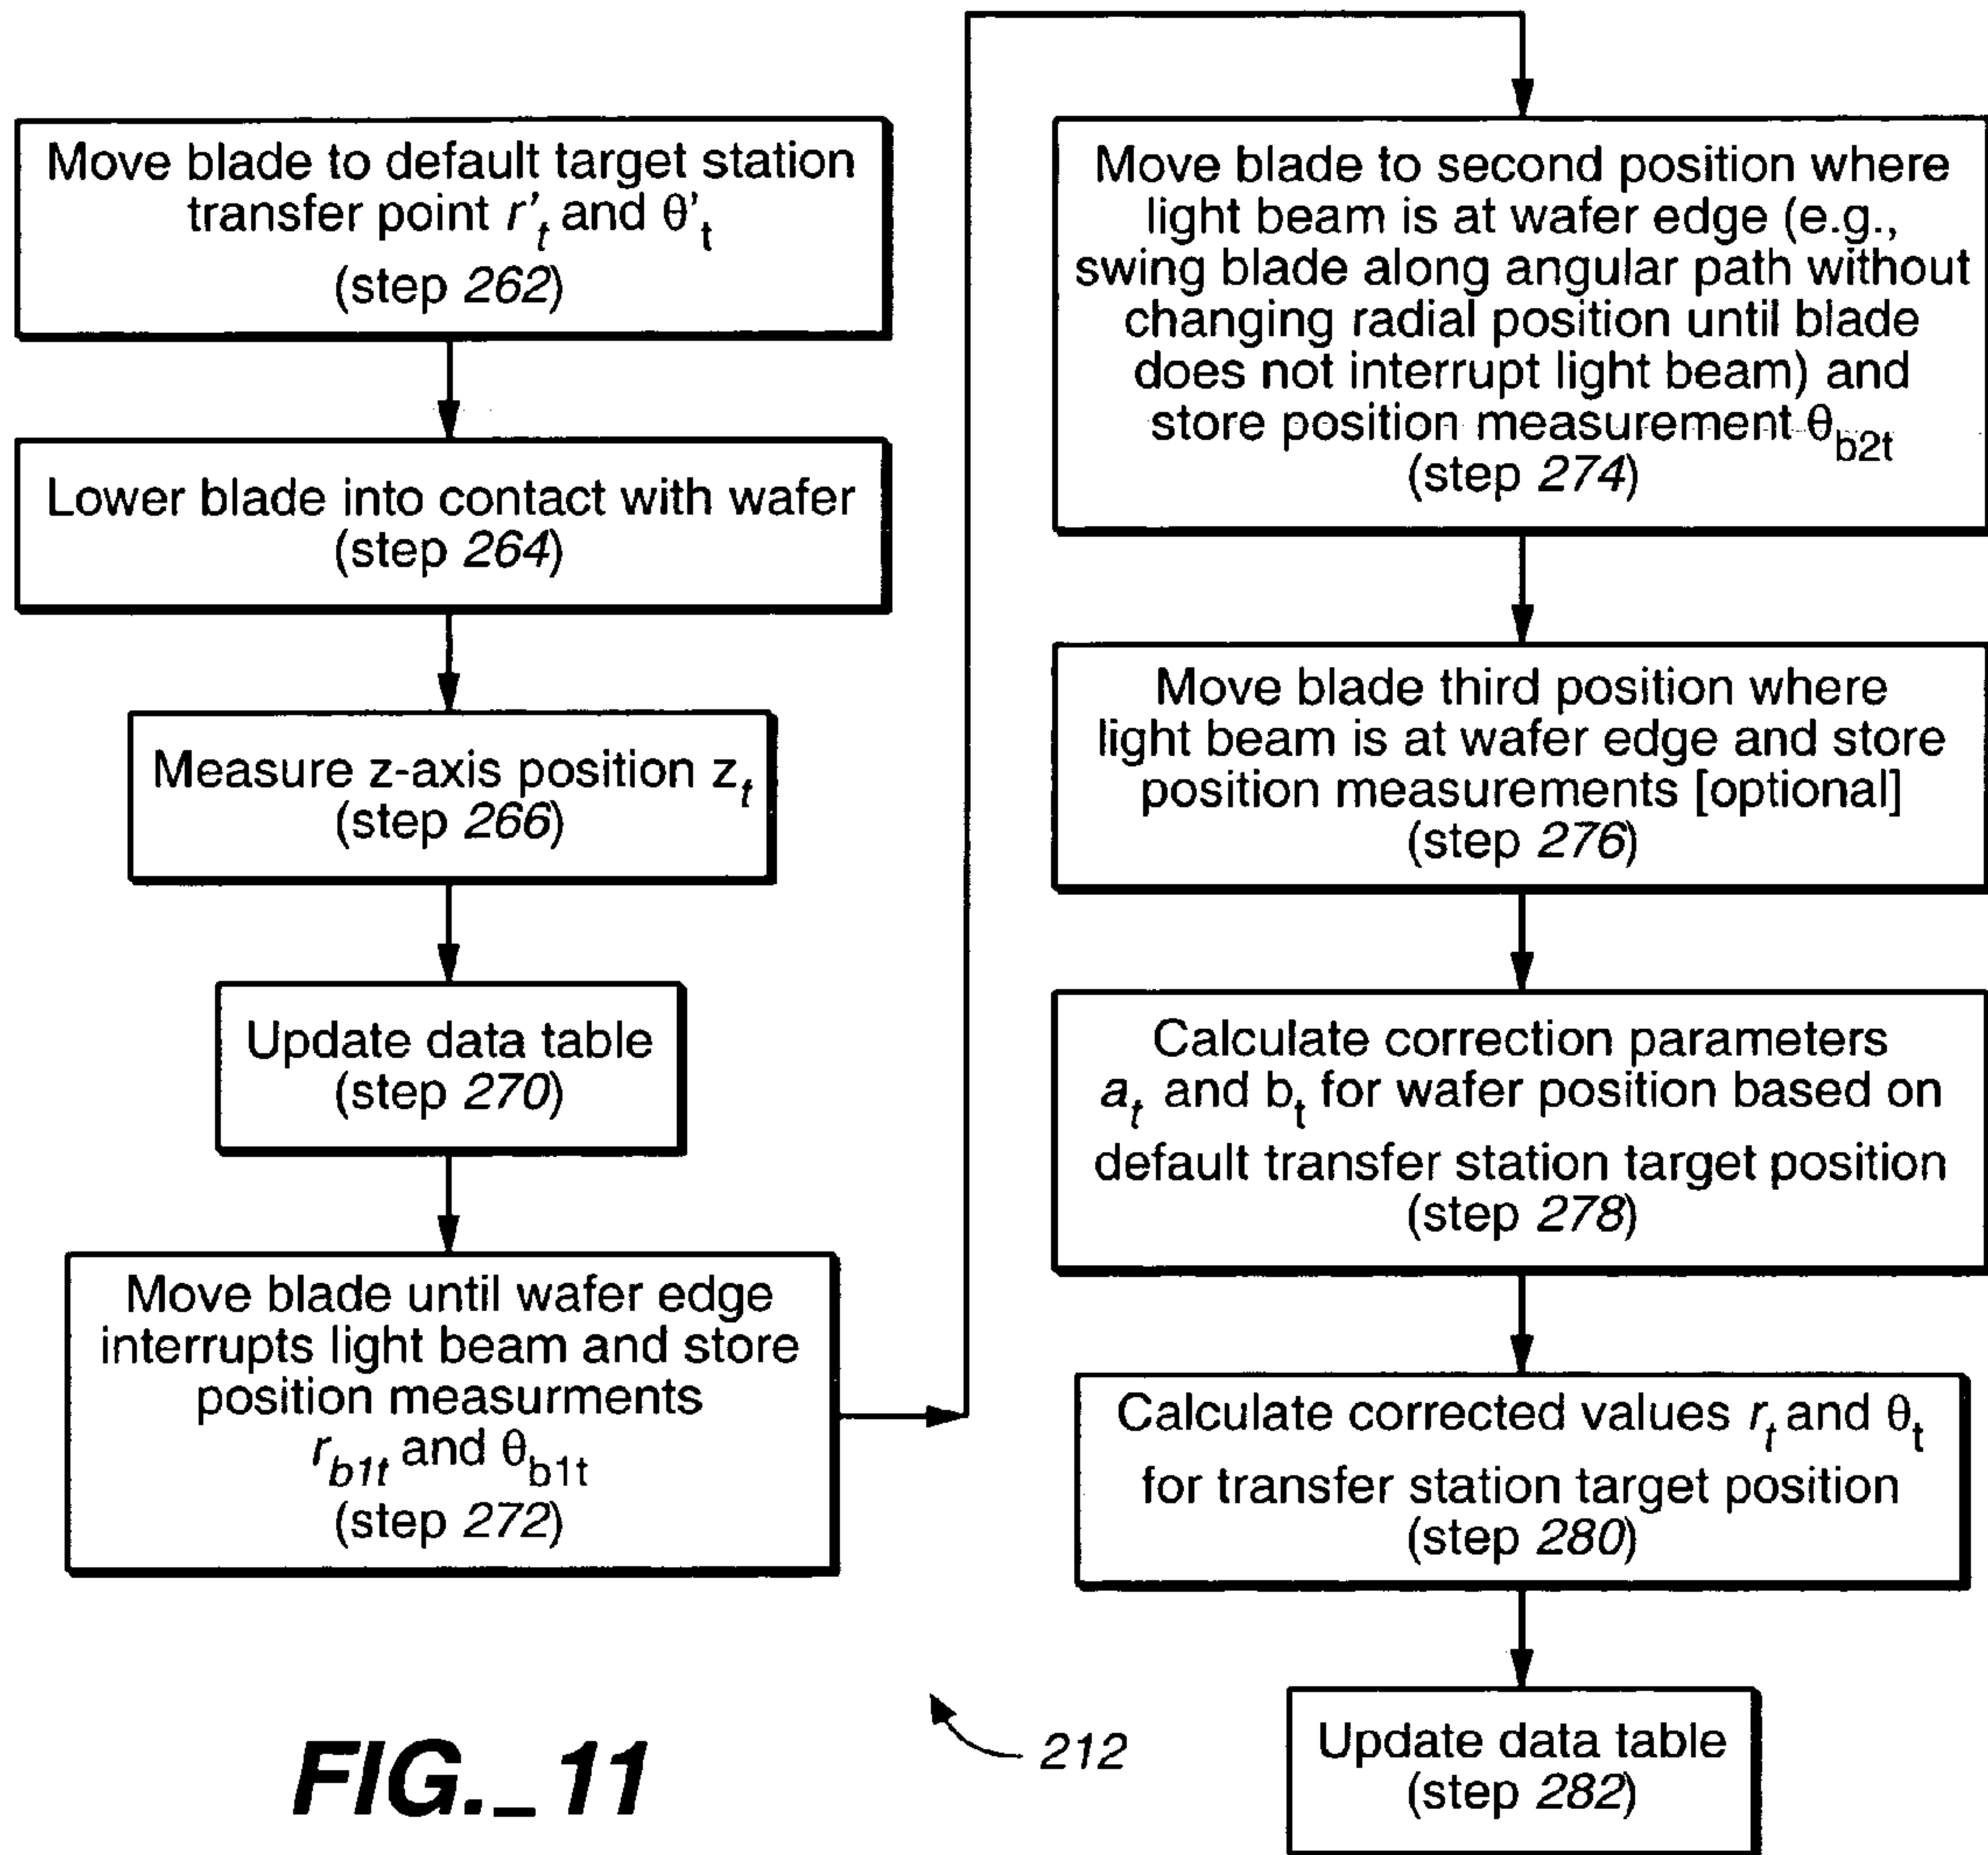 Move blade to default target station
transfer point r't and θ't
(step 262)
Lower blade into contact with wafer
(step 264)
Measure z-axis position zt
(step 266)
Update data table
(step 270)
Move blade until wafer edge
interrupts light beam and store
position measurments
rb1t and θb1t
(step 272)
Move blade to second position where
light beam is at wafer edge (e.g.,
swing blade along angular path without
changing radial position until blade
does not interrupt light beam) and
store position measurement θb2t
(step 274)
Move blade third position where
light beam is at wafer edge and store
position measurements [optional]
(step 276)
Calculate correction parameters
at and bt for wafer position based on
default transfer station target position
(step 278)
Calculate corrected values rt and θt
for transfer station target position
(step 280)
Update data table
(step 282)
212
FIG._11